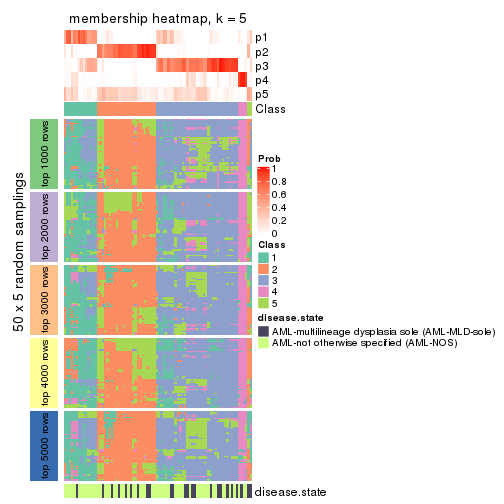 membership heatmap, k = 5
p1
p2
p3
p4
p5
Class
50 x 5 random samplings
top 1000 rows
top 2000 rows
top 3000 rows
top 4000 rows
top 5000 rows
disease.state
Prob
1
0.8
0.6
0.4
0.2
0
Class
1
2
3
4
5
disease.state
AML-multilineage dysplasia sole (AML-MLD-sole)
AML-not otherwise specified (AML-NOS)